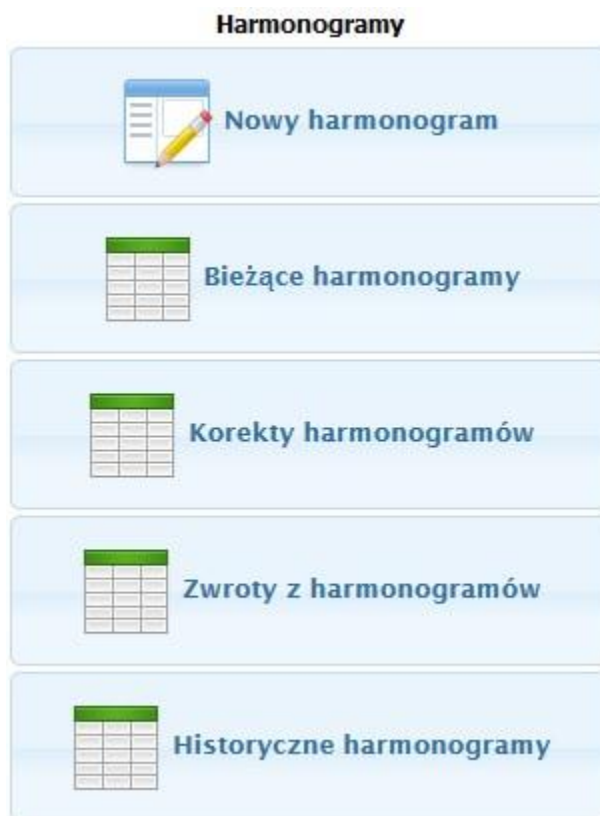 Harmonogramy
Nowy harmonogram
Bieżące harmonogramy
Korekty harmonogramów
Zwroty z harmonogramów
Historyczne harmonogramy